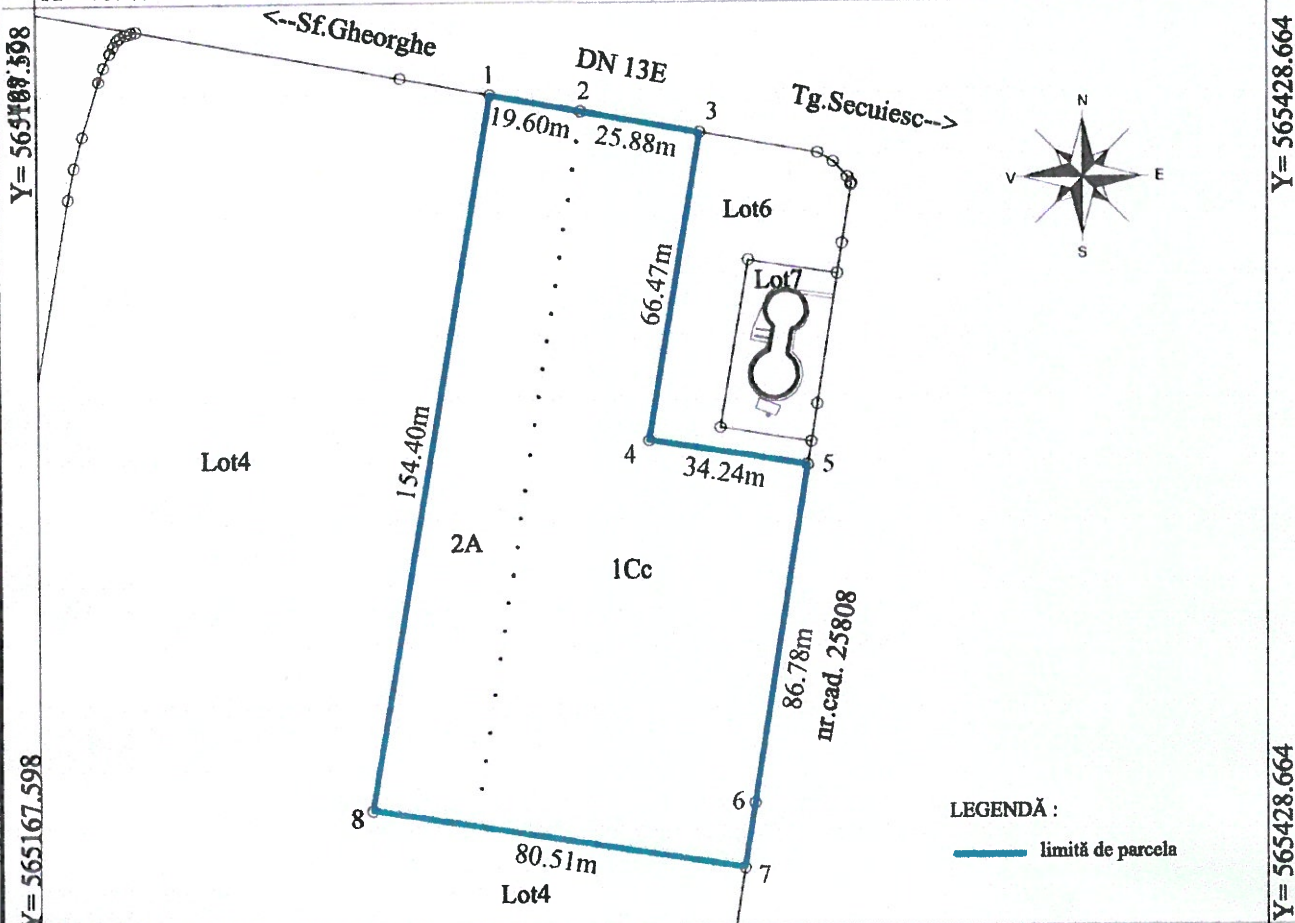 <--Sf.Gheorghe
DN 13E
Tg.Secuiesc-->
1
2
3
19.60m
25.88m
N
V
E
S
Lot6
Lot7
66.47m
154.40m
Lot4
4
34.24m
5
2A
1Cc
86.78m
nr.cad. 25808
6
8
80.51m
7
Lot4
LEGENDĂ :
limită de parcela
Y= 565167.598
Y= 565428.664
Y= 565167.598
Y= 565428.664